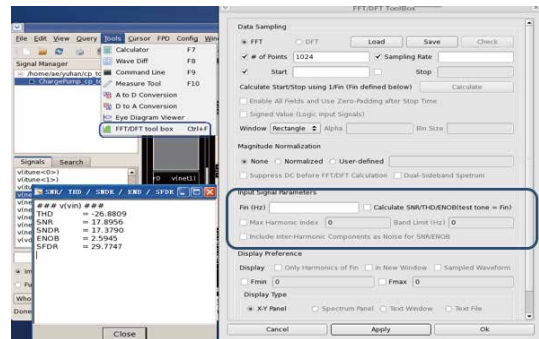 File Edit View Query Tools Cursor FPD Config Win
Signal Manager
/home/ae/yuhan/cp_to
ChargePump_cp_to
Calculator F7
Wave Diff F8
Command Line F9
Measure Tool F10
A to D Conversion
D to A Conversion
Eye Diagram Viewer
FFT/DFT tool box Ctrl+F
Signals Search
v(itune<0>)
v(itune<1>)
v(net1)
SNR/ THD / SNDR / ENB / SFDR
### v(vin) ###
THD = -26.8809
SNR = 17.8956
SNDR = 17.3790
ENOB = 2.5945
SFDR = 29.7747
Close
FFT/DFT ToolBox
Data Sampling
FFT DFT Load Save Check
# of Points 1024 Sampling Rate
Start Stop
Calculate Start/Stop using 1/Fin (Fin defined below) Calculate
Enable All Fields and Use Zero-Padding after Stop Time
Signed Value (Logic Input Signals)
Window Rectangle Alpha Bin Size
Magnitude Normalization
None Normalized User-defined
Suppress DC before FFT/DFT Calculation Dual-Sideband Spetrum
Input Signal Parameters
Fin (Hz) Calculate SNR/THD/ENOB(test tone = Fin)
Max Harmonic Index 0 Band Limit (Hz) 0
Include Inter-Harmonic Components as Noise for SNR/ENOB
Display Preference
Display Only Harmonics of Fin In New Window Sampled Waveform
Fmin 0 Fmax 0
Display Type
X-Y Panel Spectrum Panel Text Window Text File
Cancel Apply Ok